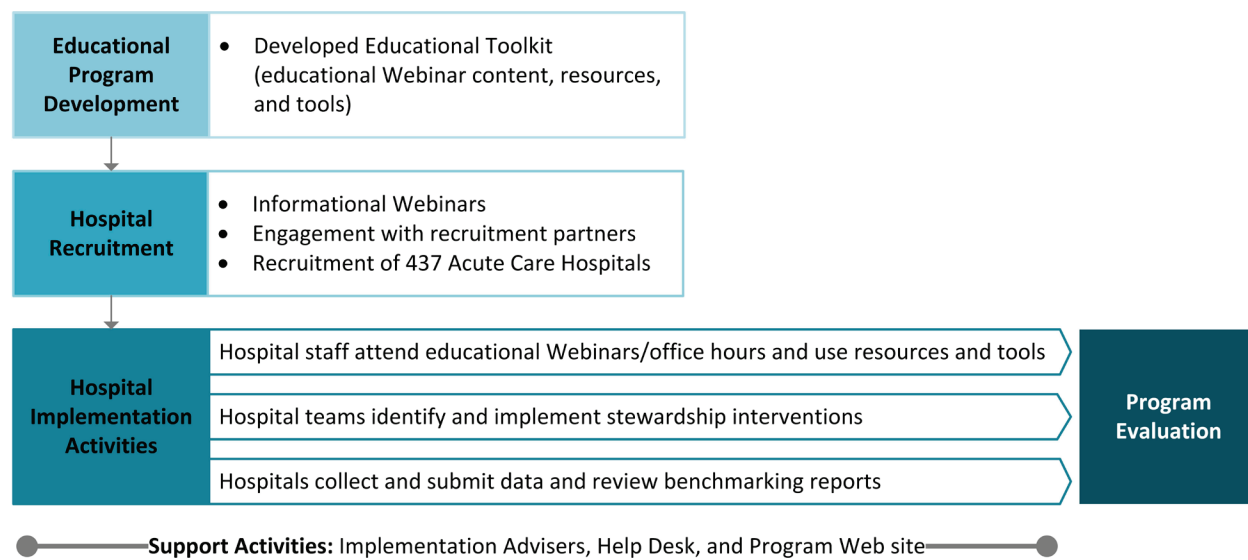 Educational
Program
Development
• Developed Educational Toolkit
(educational Webinar content, resources,
and tools)
Hospital
Recruitment
• Informational Webinars
• Engagement with recruitment partners
• Recruitment of 437 Acute Care Hospitals
Hospital
Implementation
Activities
Hospital staff attend educational Webinars/office hours and use resources and tools
Hospital teams identify and implement stewardship interventions
Hospitals collect and submit data and review benchmarking reports
Program
Evaluation
Support Activities: Implementation Advisers, Help Desk, and Program Web site